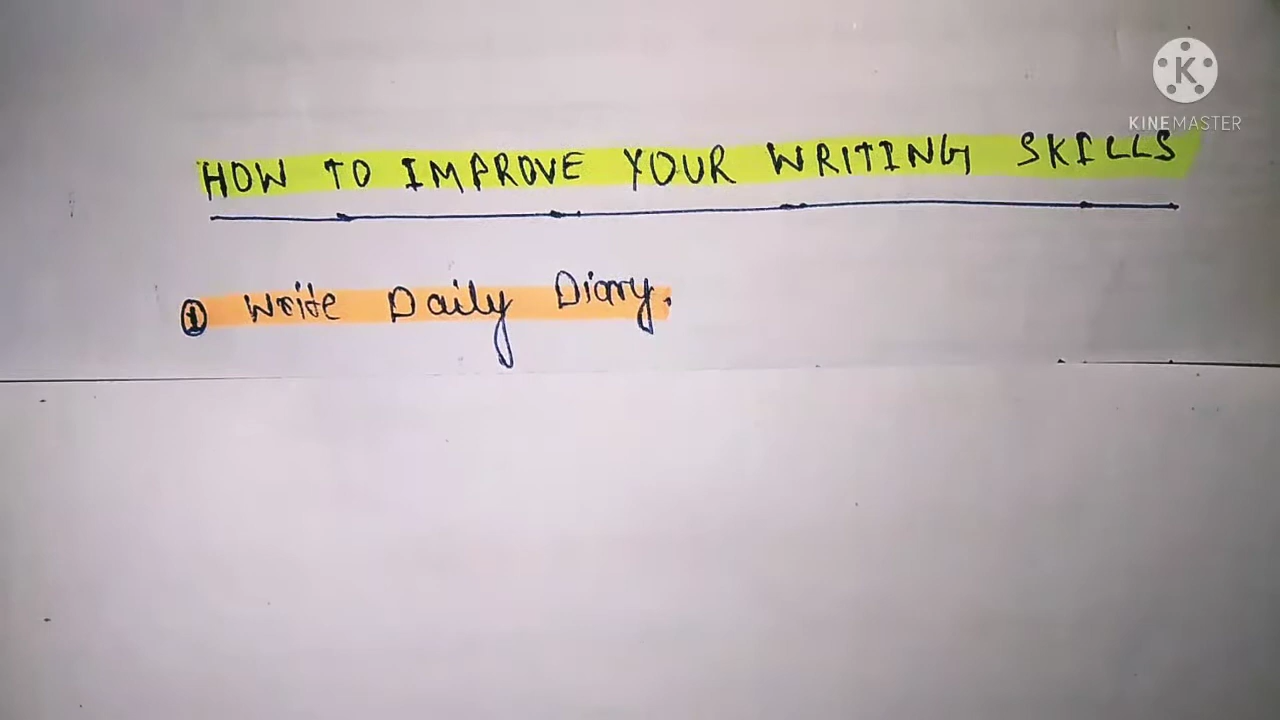 K
KINEMASTER
HOW TO IMPROVE YOUR WRITING SKILLS
① Write Daily Diary.